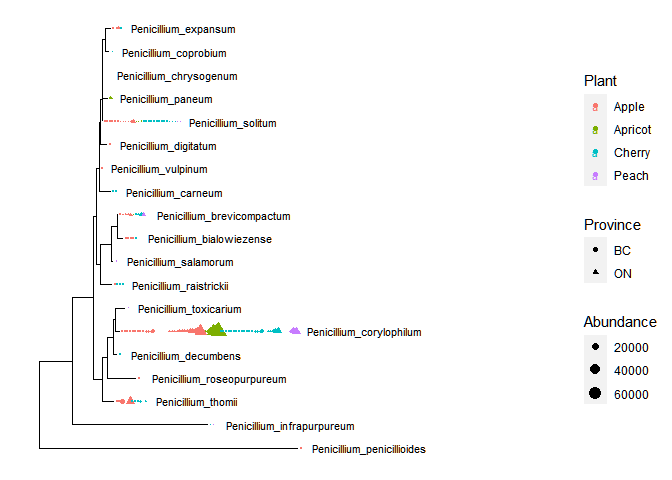 Penicillium_expansum
Penicillium_coprobium
Penicillium_chrysogenum
Penicillium_paneum
Penicillium_solitum
Penicillium_digitatum
Penicillium_vulpinum
Penicillium_carneum
Penicillium_brevicompactum
Penicillium_bialowiezense
Penicillium_salamorum
Penicillium_raistrickii
Penicillium_toxicarium
Penicillium_corylophilum
Penicillium_decumbens
Penicillium_roseopurpureum
Penicillium_thomii
Penicillium_infrapurpureum
Penicillium_penicillioides
Plant
a Apple
a Apricot
a Cherry
a Peach
Province
BC
ON
Abundance
20000
40000
60000